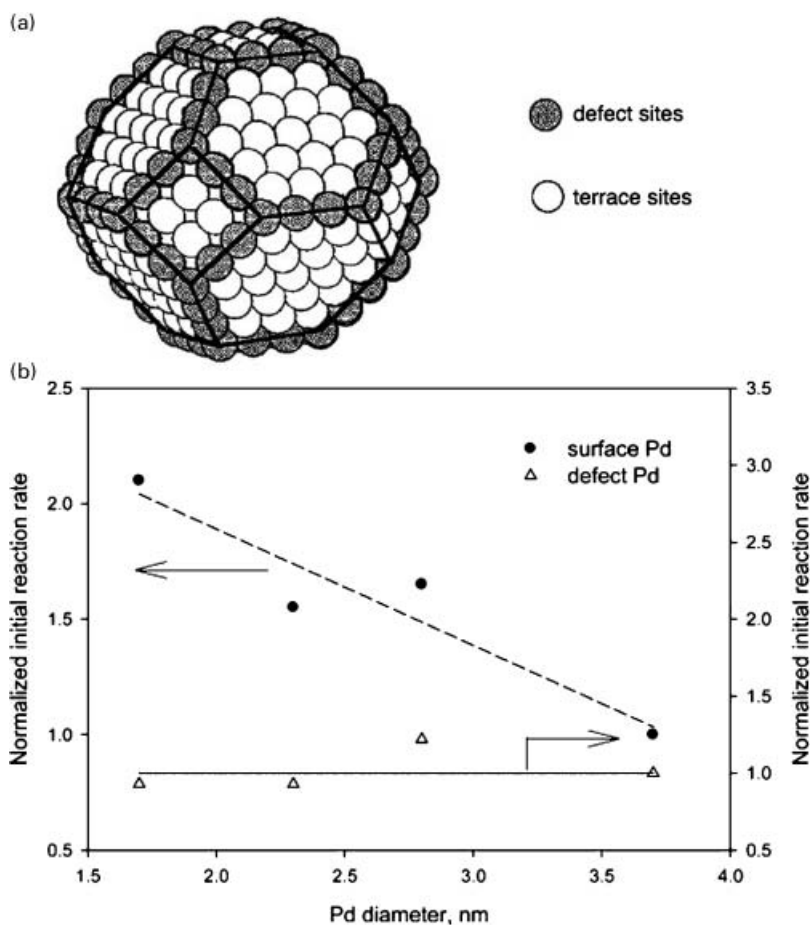 (a)
defect sites
terrace sites
(b)
2.5
2.0
1.5
1.0
0.5
Normalized initial reaction rate
surface Pd
defect Pd
3.5
3.0
2.5
2.0
1.5
1.0
0.5
Normalized initial reaction rate
1.5 2.0 2.5 3.0 3.5 4.0
Pd diameter, nm